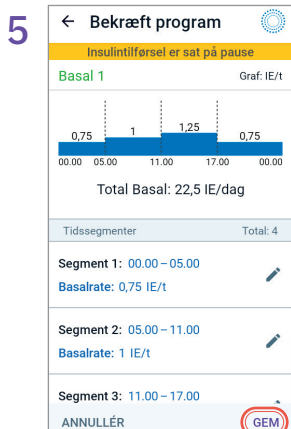 5
← Bekræft program
Insulintilførsel er sat på pause
Basal 1 Graf: IE/t
0,75 1 1,25 0,75
00.00 05.00 11.00 17.00 00.00
Total Basal: 22,5 IE/dag
Tidssegmenter Total: 4
Segment 1: 00.00 – 05.00
Basalrate: 0,75 IE/t
Segment 2: 05.00 – 11.00
Basalrate: 1 IE/t
Segment 3: 11.00 – 17.00
ANNULLÉR GEM